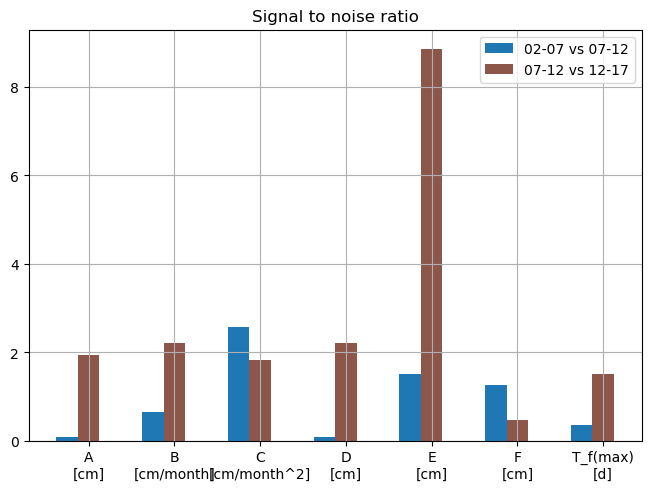 Signal to noise ratio
02-07 vs 07-12
07-12 vs 12-17
8
6
4
2
0
A B C D E F T_f(max)
[cm] [cm/month] [cm/month^2] [cm] [cm] [cm] [d]